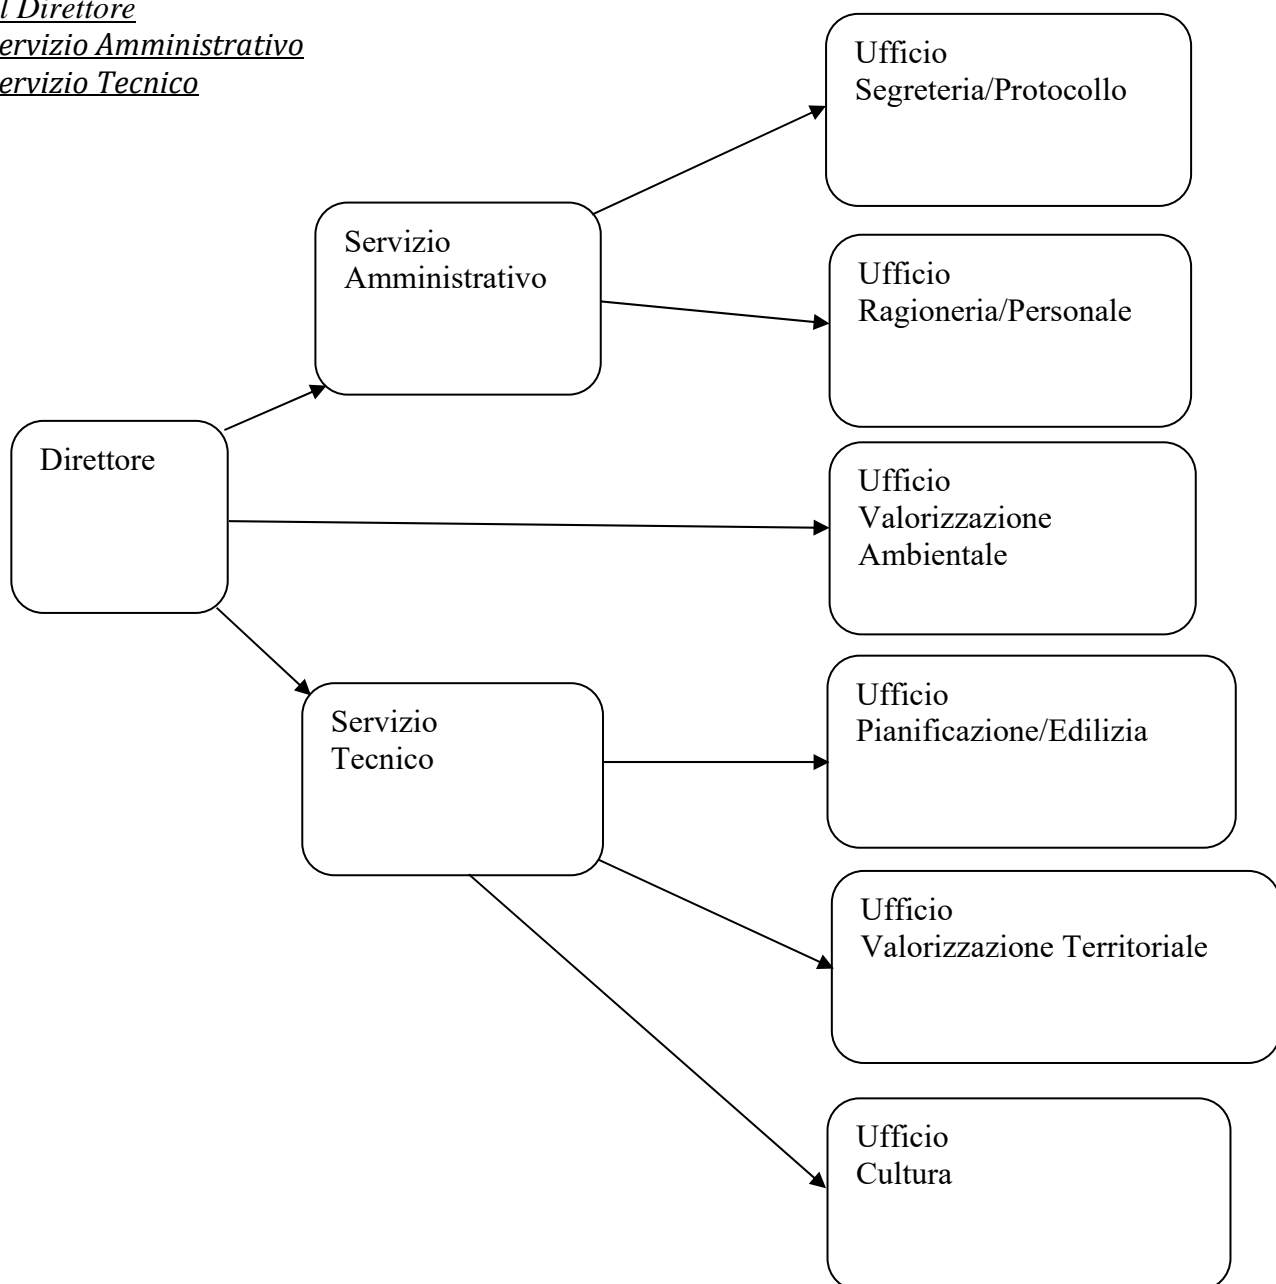 l Direttore
ervizio Amministrativo
ervizio Tecnico
Ufficio
Segreteria/Protocollo
Servizio
Amministrativo
Ufficio
Ragioneria/Personale
Direttore
Ufficio
Valorizzazione
Ambientale
Servizio
Tecnico
Ufficio
Pianificazione/Edilizia
Ufficio
Valorizzazione Territoriale
Ufficio
Cultura